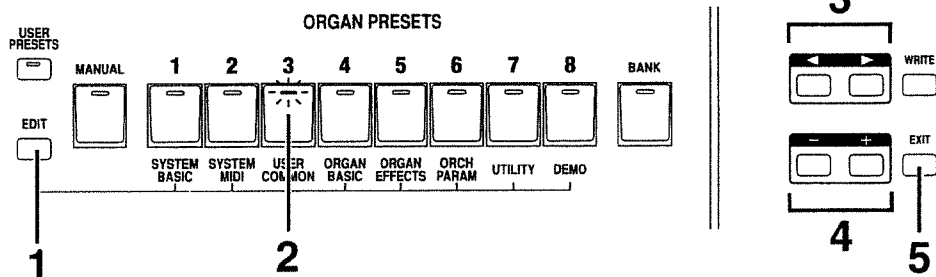 ORGAN PRESETS
3
USER
PRESETS
MANUAL
1 2 3 4 5 6 7 8
BANK
WRITE
EDIT
- +
EXIT
SYSTEM BASIC
SYSTEM MIDI
USER COMMON
ORGAN BASIC
ORGAN EFFECTS
ORCH PARAM
UTILITY
DEMO
1
2
4
5